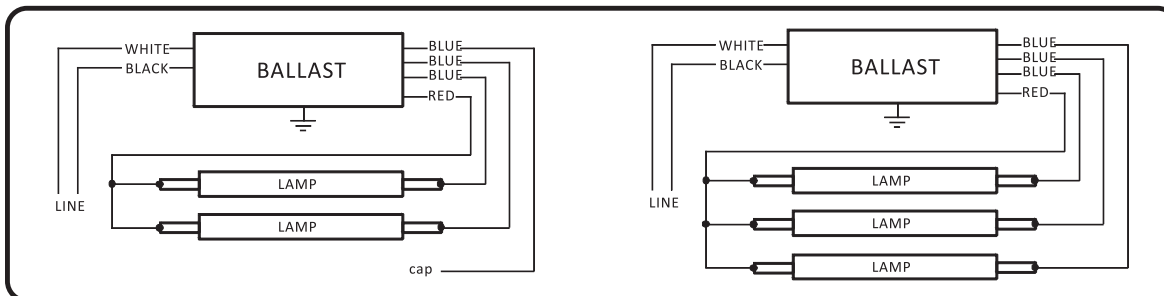 WHITE
BLACK
BALLAST
BLUE
BLUE
BLUE
RED
LAMP
LAMP
LINE
cap
WHITE
BLACK
BALLAST
BLUE
BLUE
BLUE
RED
LAMP
LAMP
LAMP
LINE